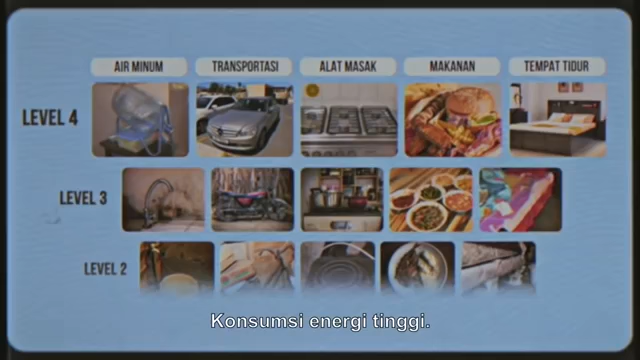 AIR MINUM
TRANSPORTASI
ALAT MASAK
MAKANAN
TEMPAT TIDUR
LEVEL 4
LEVEL 3
LEVEL 2
Konsumsi energi tinggi.